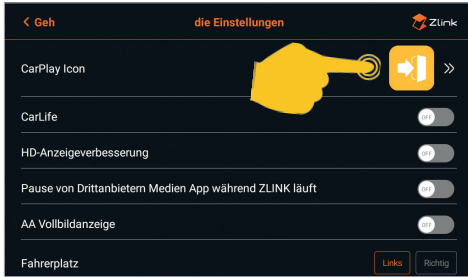 Geh
die Einstellungen
Zlink
CarPlay Icon
CarLife
OFF
HD-Anzeigeverbesserung
OFF
Pause von Drittanbietern Medien App während ZLINK läuft
OFF
AA Vollbildanzeige
OFF
Fahrerplatz
Links
Richtig